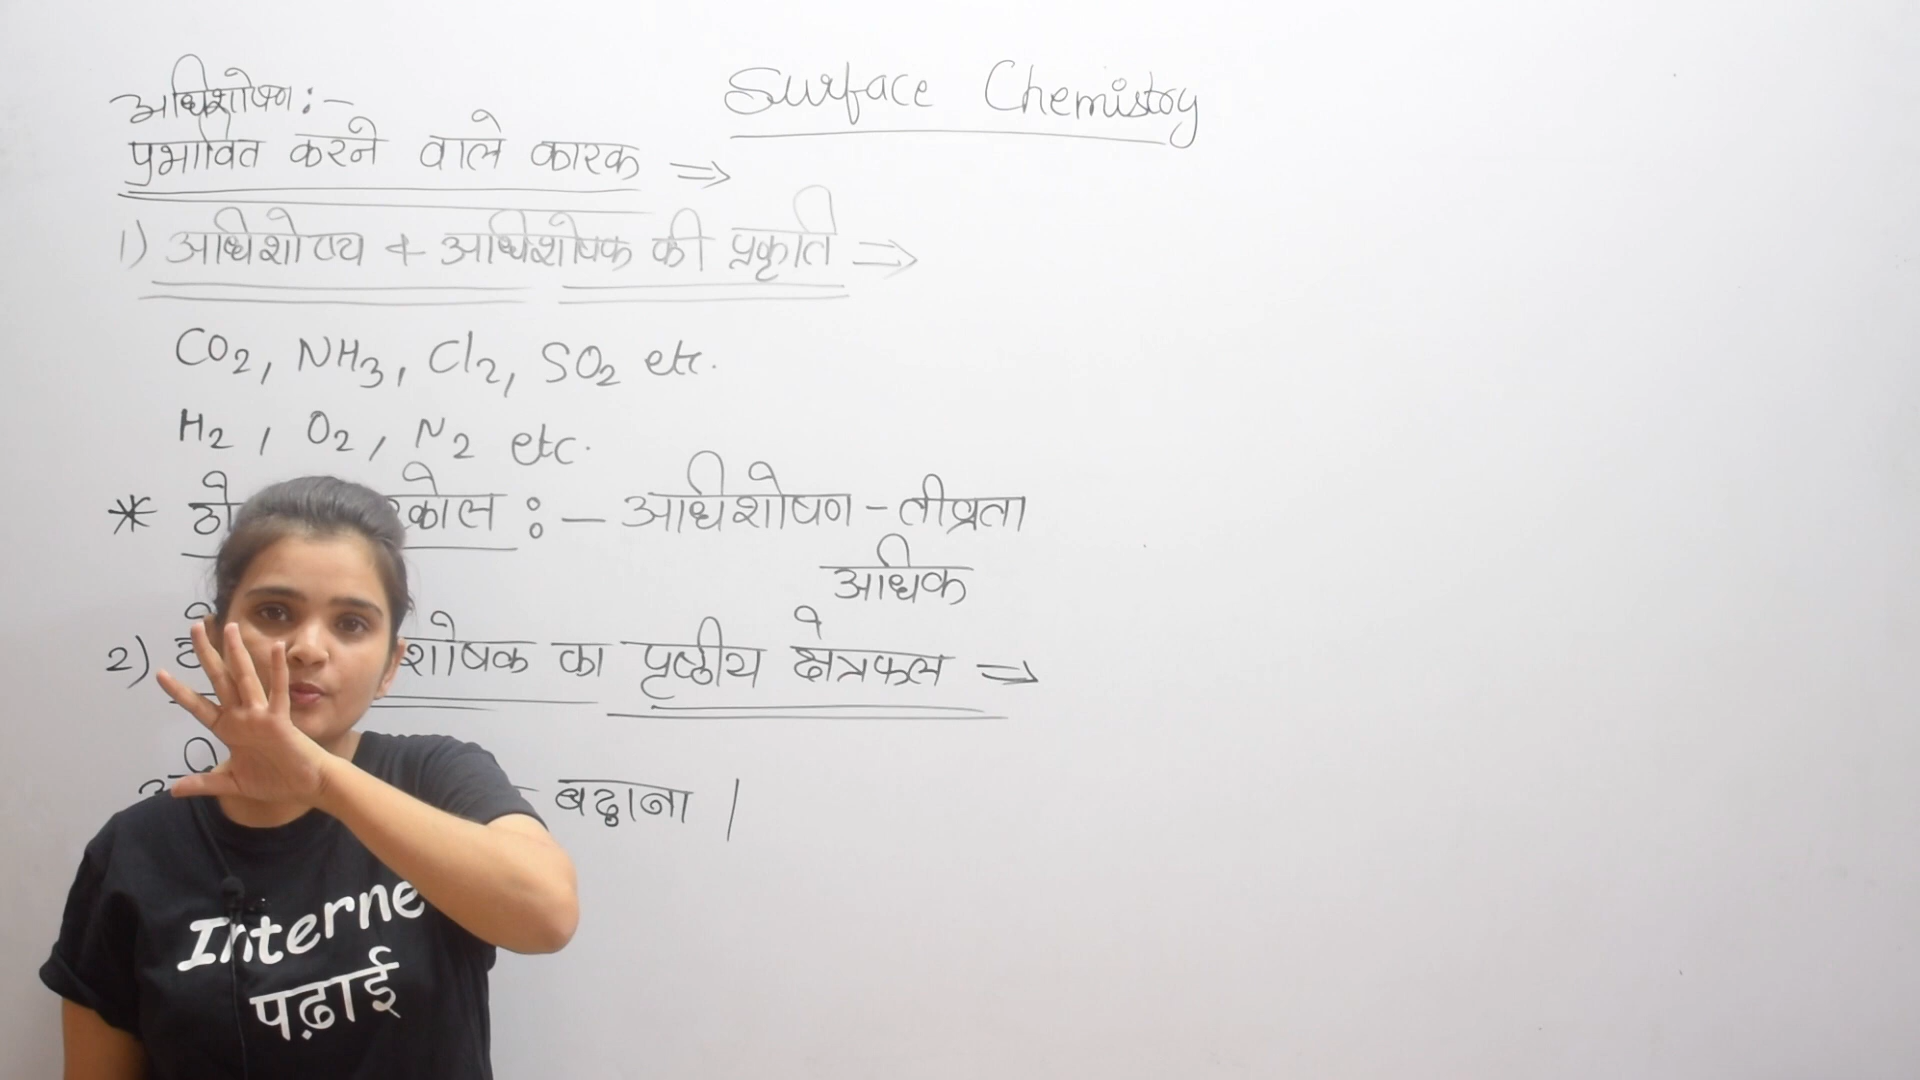 Surface Chemistry
अधिशोषण :-
प्रभावित करने वाले कारक ⇒
1) अधिशोष्य + अधिशोषक की प्रकृति ⇒
CO2, NH3, Cl2, SO2 etc.
H2, O2, N2 etc.
* :- अधिशोषण - तीव्रता
अधिक
2) का पृष्ठीय क्षेत्रफल ⇒
बढ़ाना |
Interne
पढ़ाई